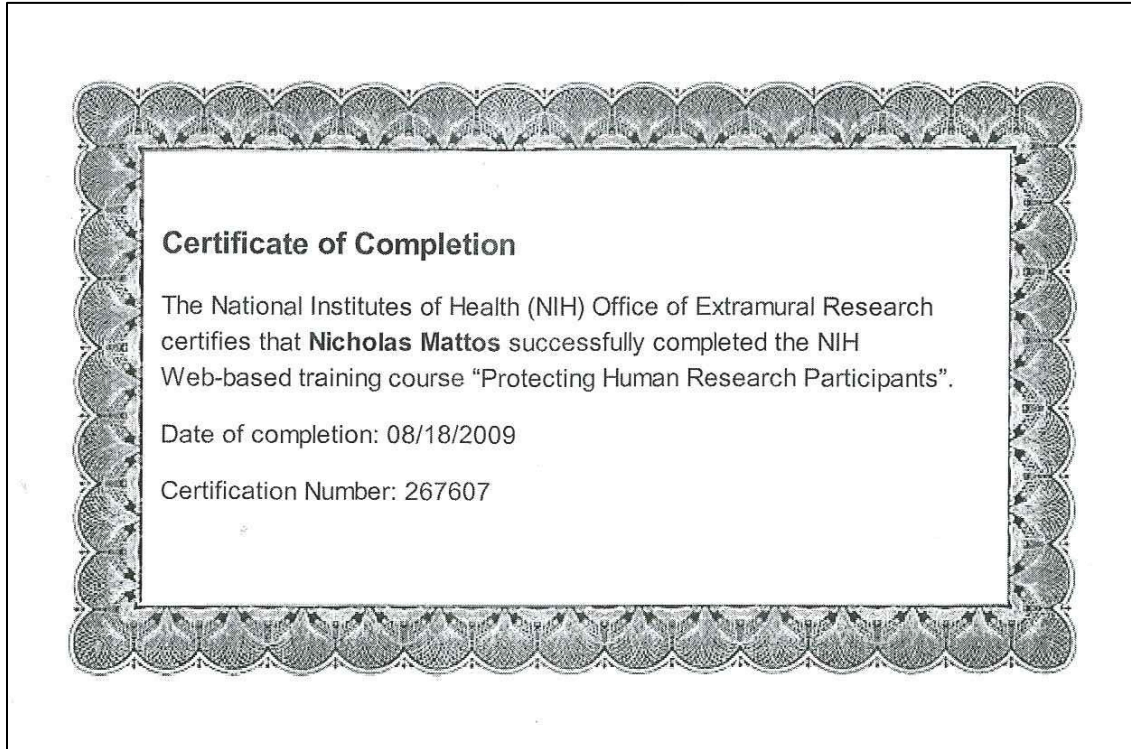 Certificate of Completion
The National Institutes of Health (NIH) Office of Extramural Research
certifies that Nicholas Mattos successfully completed the NIH
Web-based training course “Protecting Human Research Participants”.
Date of completion: 08/18/2009
Certification Number: 267607